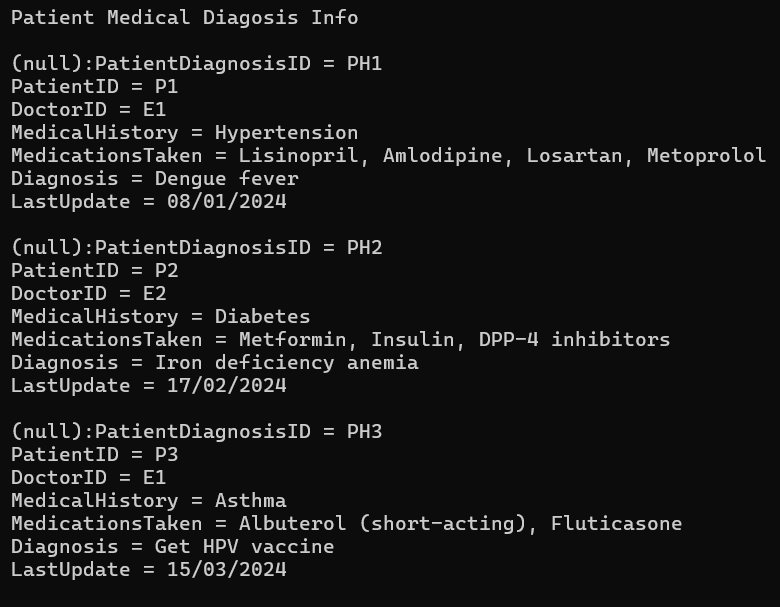 Patient Medical Diagosis Info
(null):PatientDiagnosisID = PH1
PatientID = P1
DoctorID = E1
MedicalHistory = Hypertension
MedicationsTaken = Lisinopril, Amlodipine, Losartan, Metoprolol
Diagnosis = Dengue fever
LastUpdate = 08/01/2024
(null):PatientDiagnosisID = PH2
PatientID = P2
DoctorID = E2
MedicalHistory = Diabetes
MedicationsTaken = Metformin, Insulin, DPP-4 inhibitors
Diagnosis = Iron deficiency anemia
LastUpdate = 17/02/2024
(null):PatientDiagnosisID = PH3
PatientID = P3
DoctorID = E1
MedicalHistory = Asthma
MedicationsTaken = Albuterol (short-acting), Fluticasone
Diagnosis = Get HPV vaccine
LastUpdate = 15/03/2024